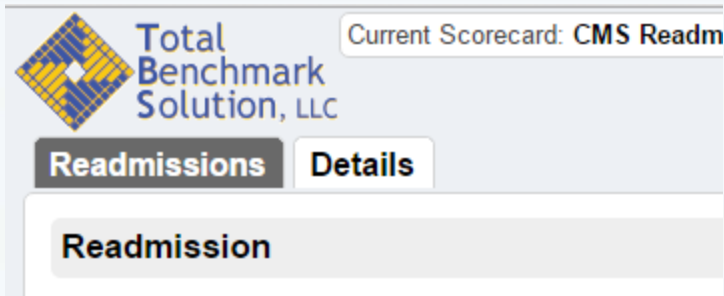 Total
Benchmark
Solution, LLC
Current Scorecard: CMS Readm
Readmissions
Details
Readmission